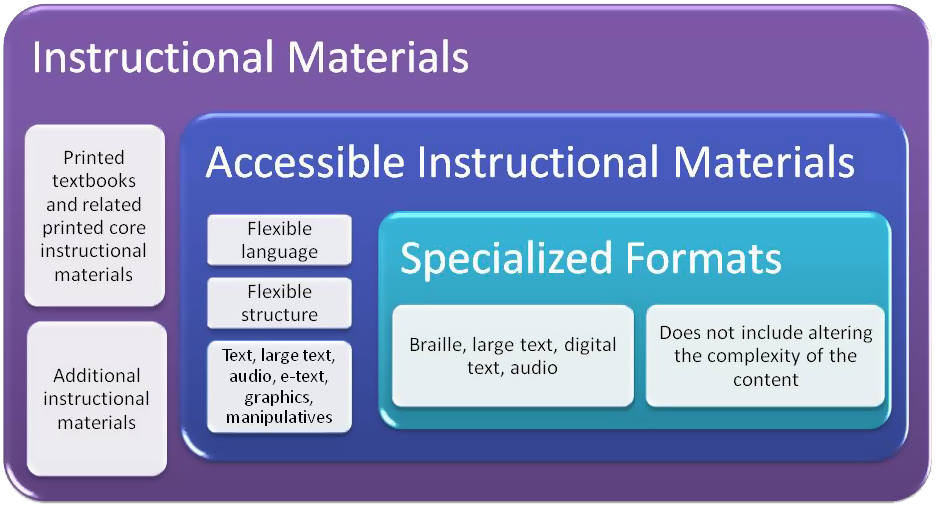 Instructional Materials
Printed
textbooks
and related
printed core
instructional
materials
Additional
instructional
materials
Accessible Instructional Materials
Flexible
language
Flexible
structure
Text, large text,
audio, e-text,
graphics,
manipulatives
Specialized Formats
Braille, large text, digital
text, audio
Does not include altering
the complexity of the
content